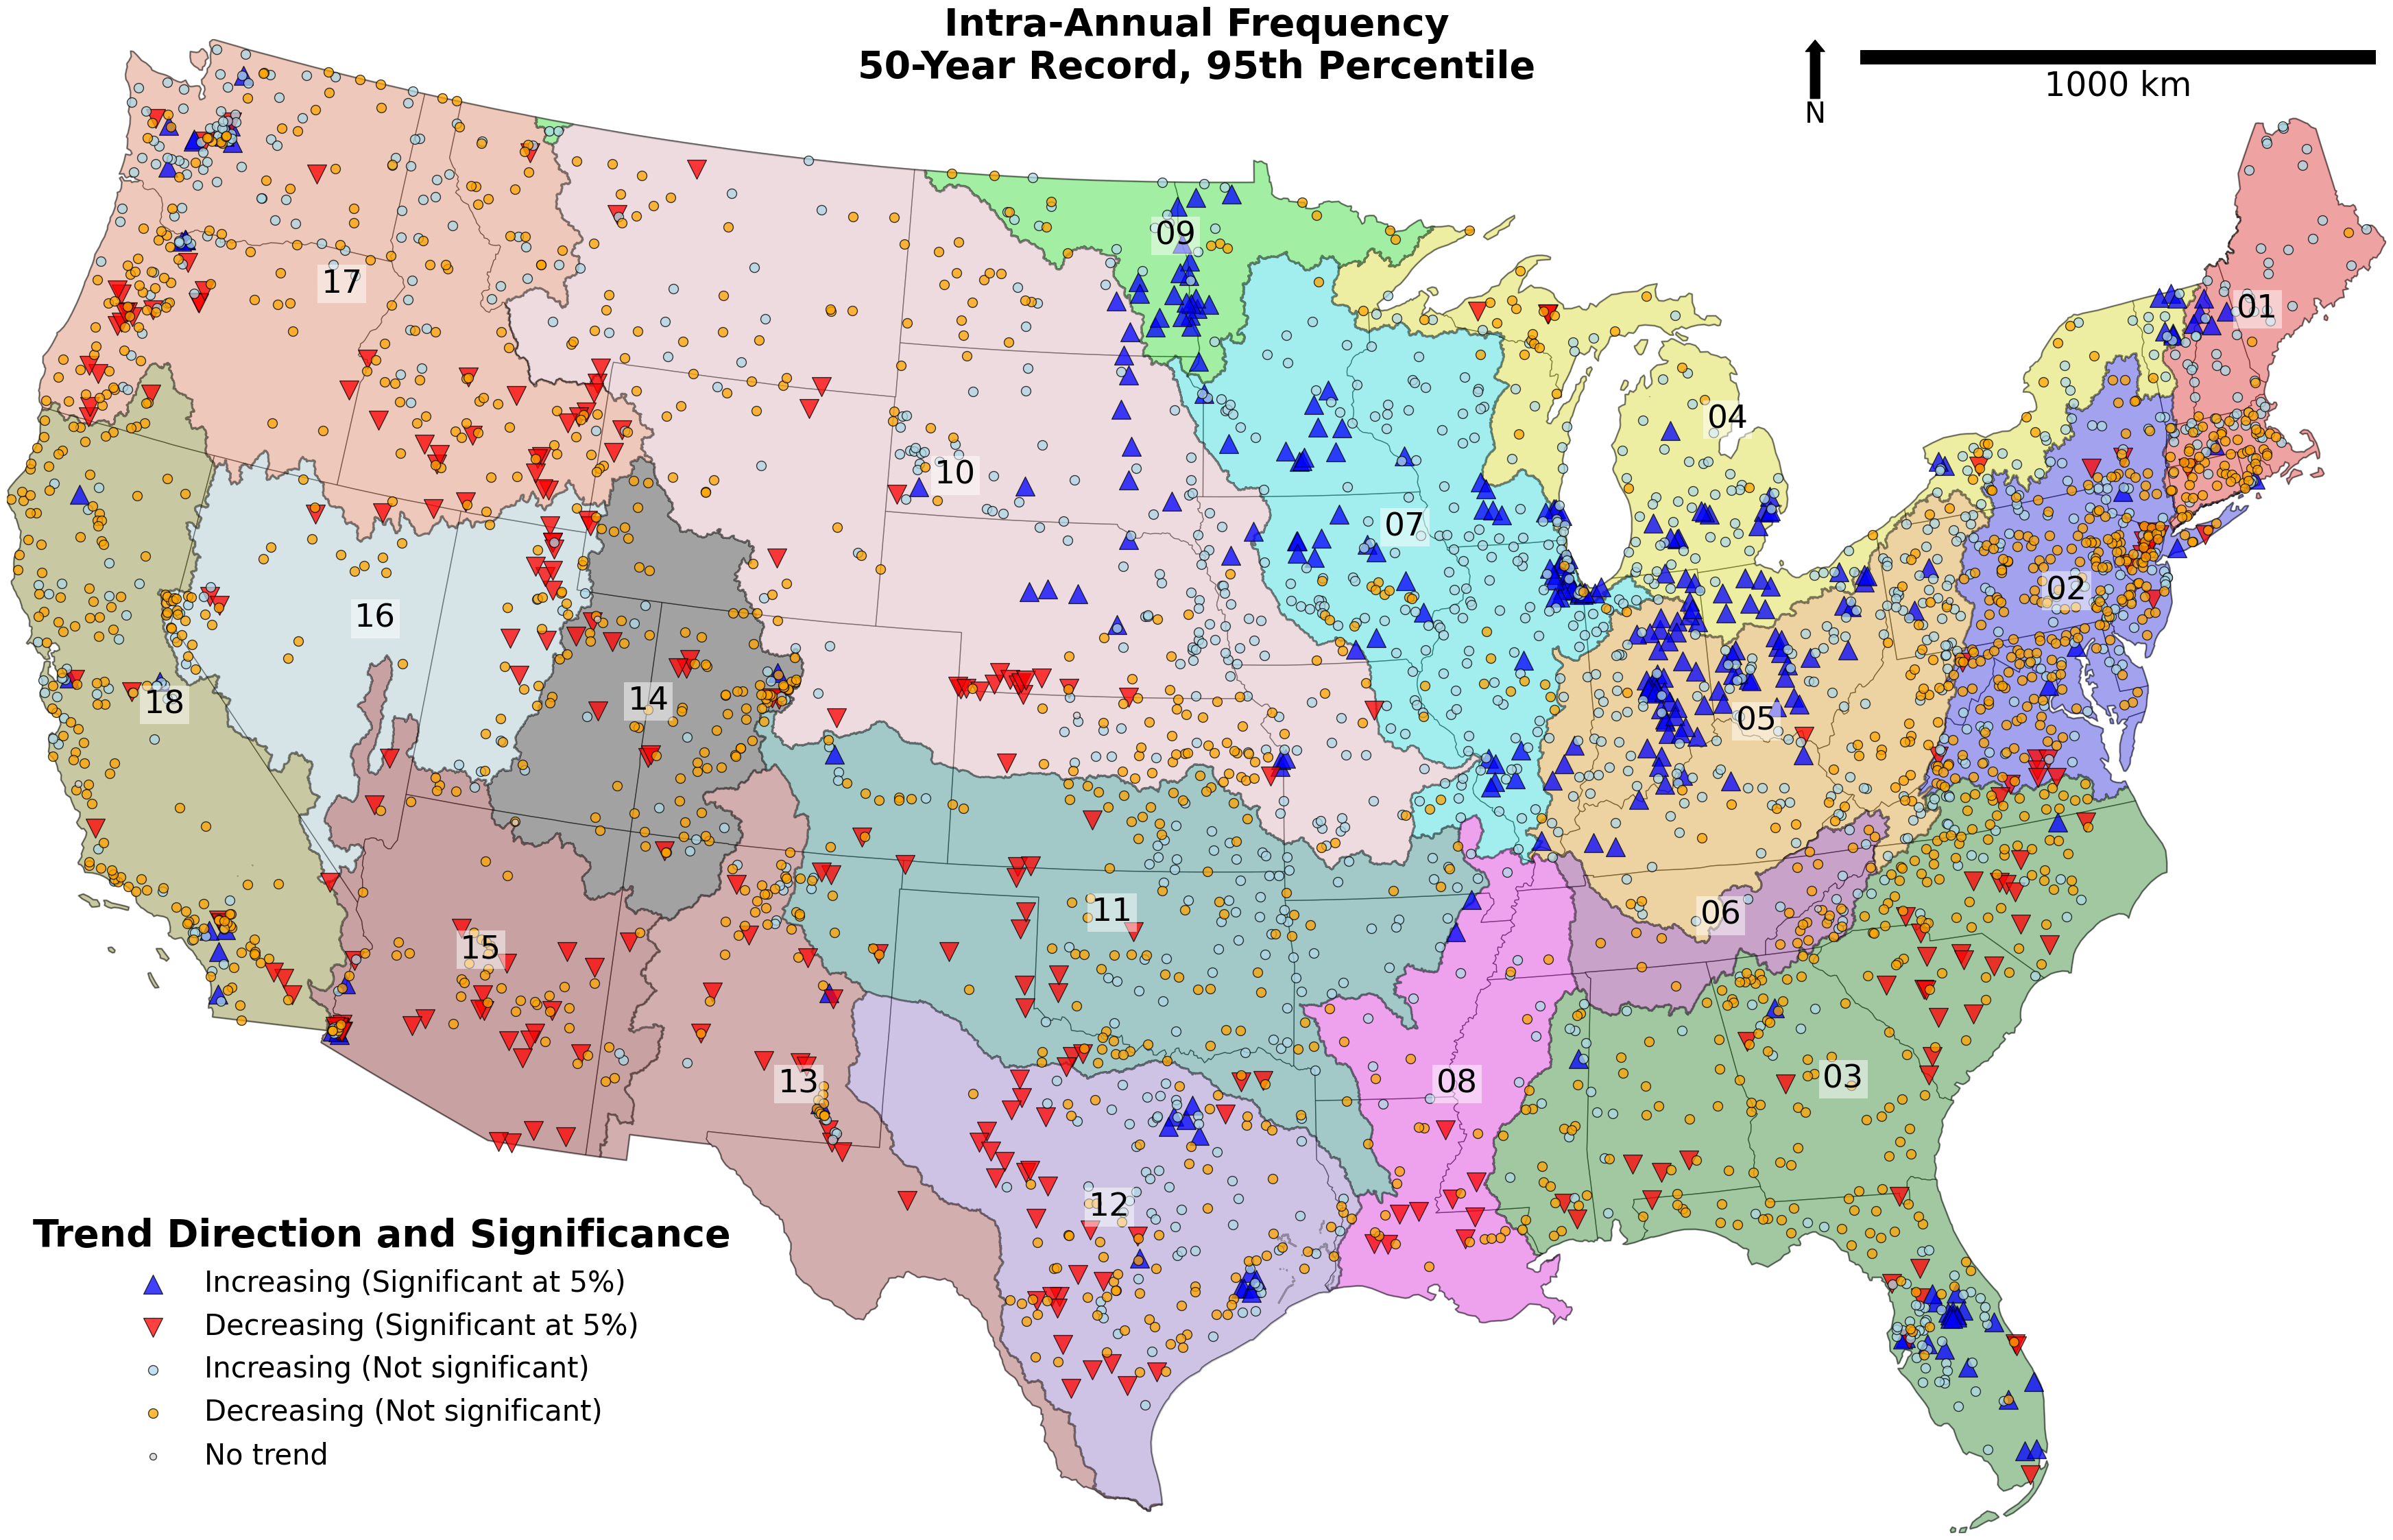 Intra-Annual Frequency
50-Year Record, 95th Percentile
N
1000 km
09
01
17
04
10
07
02
16
14
18
05
11
06
15
13
08
03
12
Trend Direction and Significance
Increasing (Significant at 5%)
Decreasing (Significant at 5%)
Increasing (Not significant)
Decreasing (Not significant)
No trend